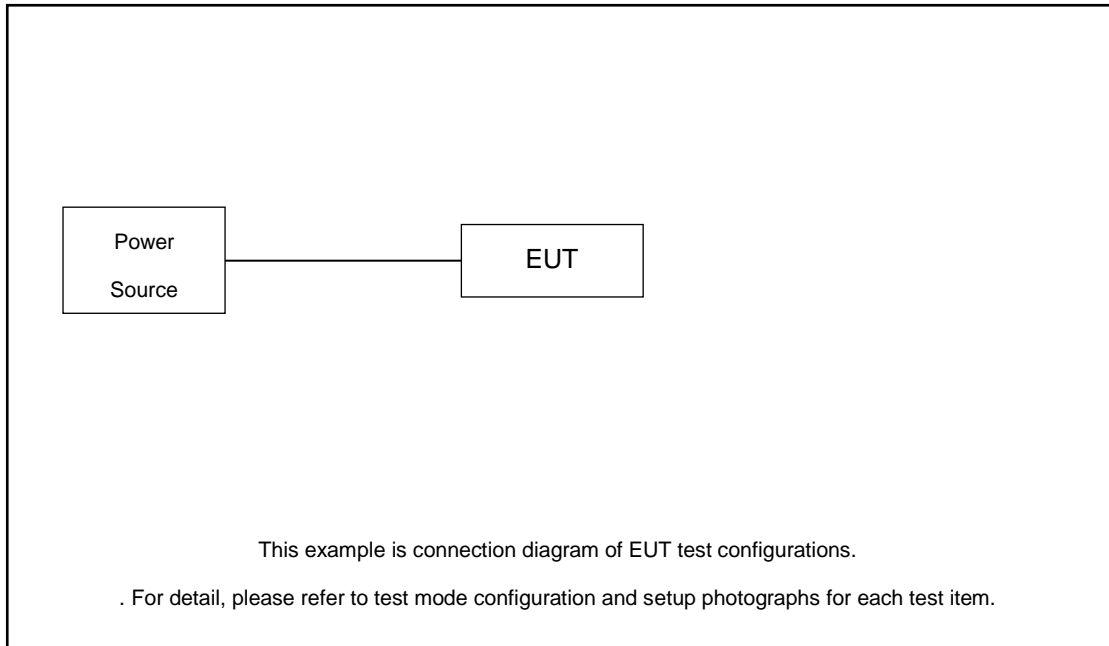 Power
Source
EUT
This example is connection diagram of EUT test configurations.
. For detail, please refer to test mode configuration and setup photographs for each test item.